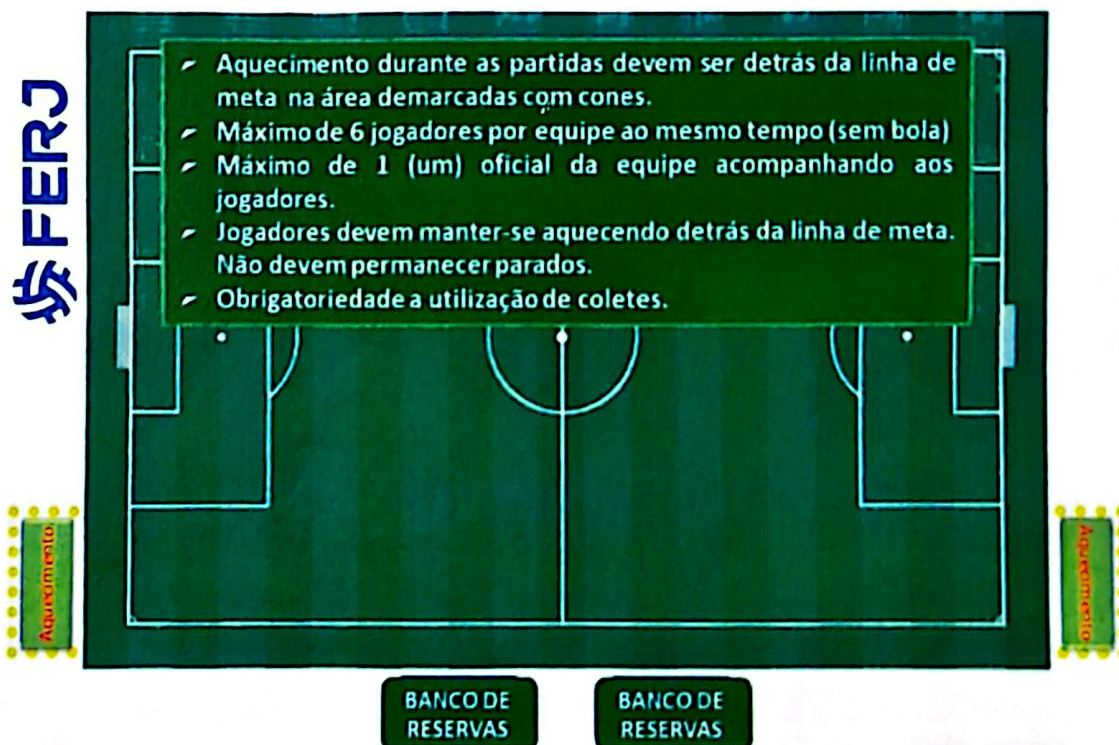 FERJ
Aquecimento durante as partidas devem ser detrás da linha de
meta na área demarcadas com cones.
Máximo de 6 jogadores por equipe ao mesmo tempo (sem bola)
Máximo de 1 (um) oficial da equipe acompanhando aos
jogadores.
Jogadores devem manter-se aquecendo detrás da linha de meta.
Não devem permanecer parados.
Obrigatoriedade a utilização de coletes.
Aquecimento
Aquecimento
BANCO DE
RESERVAS
BANCO DE
RESERVAS